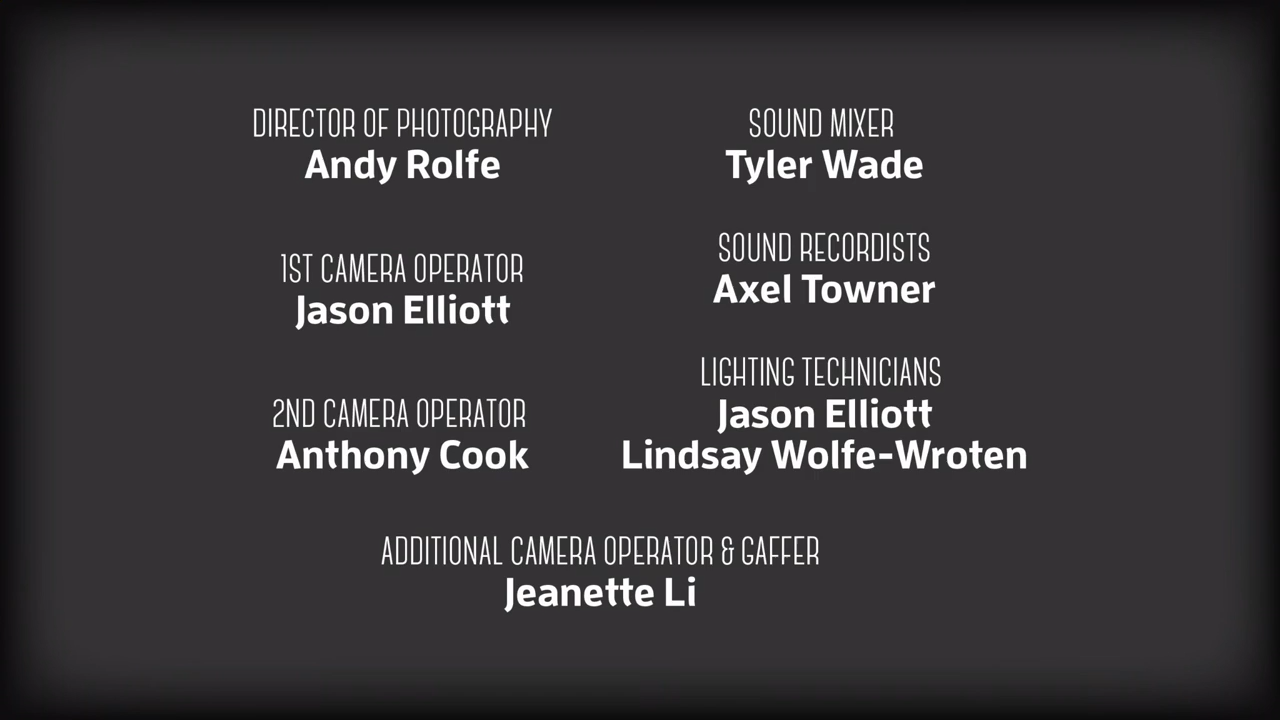 DIRECTOR OF PHOTOGRAPHY
Andy Rolfe
1ST CAMERA OPERATOR
Jason Elliott
2ND CAMERA OPERATOR
Anthony Cook
SOUND MIXER
Tyler Wade
SOUND RECORDISTS
Axel Towner
LIGHTING TECHNICIANS
Jason Elliott
Lindsay Wolfe-Wroten
ADDITIONAL CAMERA OPERATOR & GAFFER
Jeanette Li